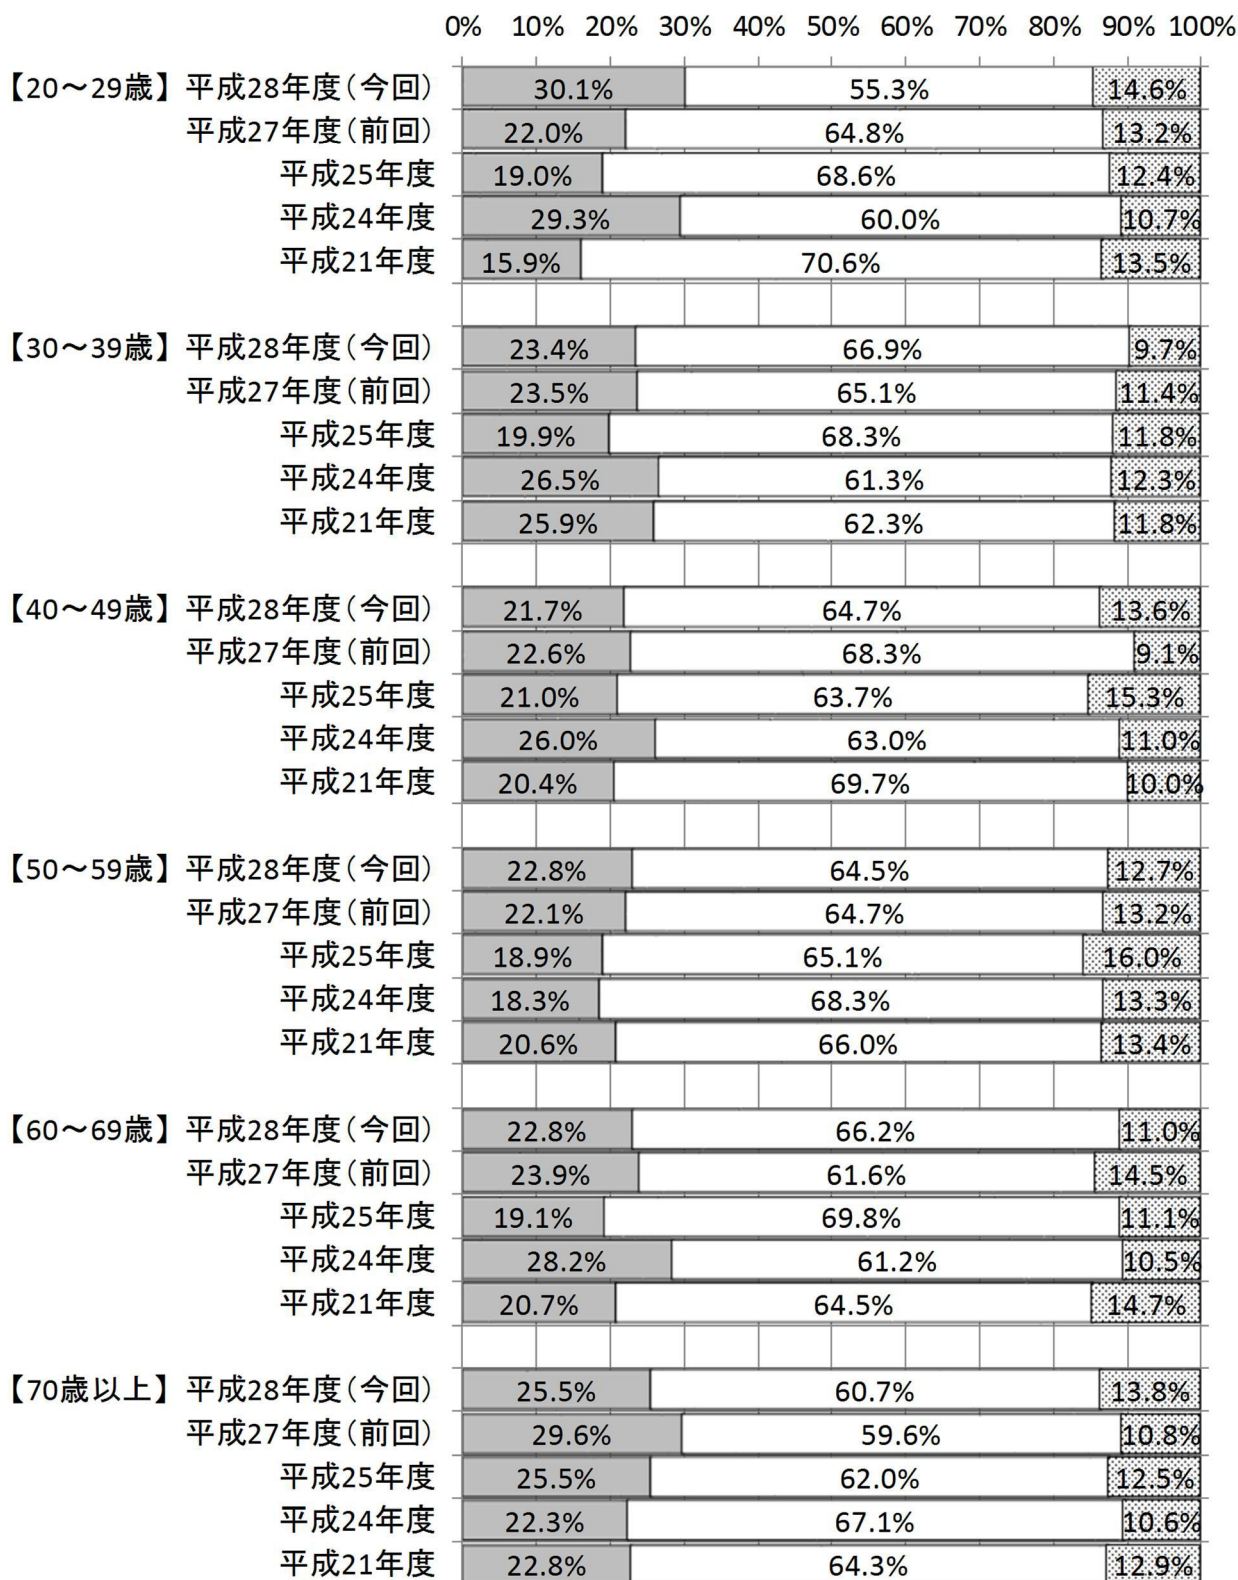 0% 10% 20% 30% 40% 50% 60% 70% 80% 90% 100%
【20～29歳】平成28年度（今回） 30.1% 55.3% 14.6%
平成27年度（前回） 22.0% 64.8% 13.2%
平成25年度 19.0% 68.6% 12.4%
平成24年度 29.3% 60.0% 10.7%
平成21年度 15.9% 70.6% 13.5%
【30～39歳】平成28年度（今回） 23.4% 66.9% 9.7%
平成27年度（前回） 23.5% 65.1% 11.4%
平成25年度 19.9% 68.3% 11.8%
平成24年度 26.5% 61.3% 12.3%
平成21年度 25.9% 62.3% 11.8%
【40～49歳】平成28年度（今回） 21.7% 64.7% 13.6%
平成27年度（前回） 22.6% 68.3% 9.1%
平成25年度 21.0% 63.7% 15.3%
平成24年度 26.0% 63.0% 11.0%
平成21年度 20.4% 69.7% 10.0%
【50～59歳】平成28年度（今回） 22.8% 64.5% 12.7%
平成27年度（前回） 22.1% 64.7% 13.2%
平成25年度 18.9% 65.1% 16.0%
平成24年度 18.3% 68.3% 13.3%
平成21年度 20.6% 66.0% 13.4%
【60～69歳】平成28年度（今回） 22.8% 66.2% 11.0%
平成27年度（前回） 23.9% 61.6% 14.5%
平成25年度 19.1% 69.8% 11.1%
平成24年度 28.2% 61.2% 10.5%
平成21年度 20.7% 64.5% 14.7%
【70歳以上】平成28年度（今回） 25.5% 60.7% 13.8%
平成27年度（前回） 29.6% 59.6% 10.8%
平成25年度 25.5% 62.0% 12.5%
平成24年度 22.3% 67.1% 10.6%
平成21年度 22.8% 64.3% 12.9%